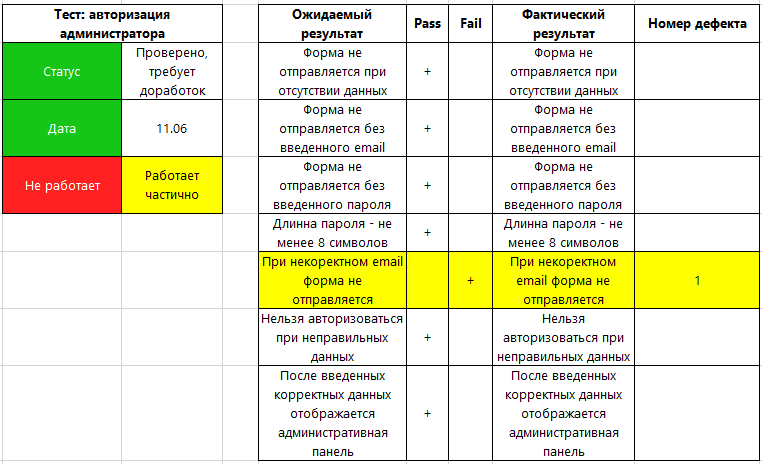 Тест: авторизация
администратора
Статус
Проверено,
требует
доработок
Дата
11.06
Не работает
Работает
частично
Ожидаемый
результат
Pass
Fail
Фактический
результат
Номер дефекта
Форма не
отправляется при
отсутствии данных
+
Форма не
отправляется при
отсутствии данных
Форма не
отправляется без
введенного email
+
Форма не
отправляется без
введенного email
Форма не
отправляется без
введенного пароля
+
Форма не
отправляется без
введенного пароля
Длинна пароля - не
менее 8 символов
+
Длинна пароля - не
менее 8 символов
При некоректном email
форма не
отправляется
+
При некоректном
email форма не
отправляется
1
Нельзя авторизоваться
при неправильных
данных
+
Нельзя
авторизоваться при
неправильных данных
После введенных
корректных данных
отображается
административная
панель
+
После введенных
корректных данных
отображается
административная
панель